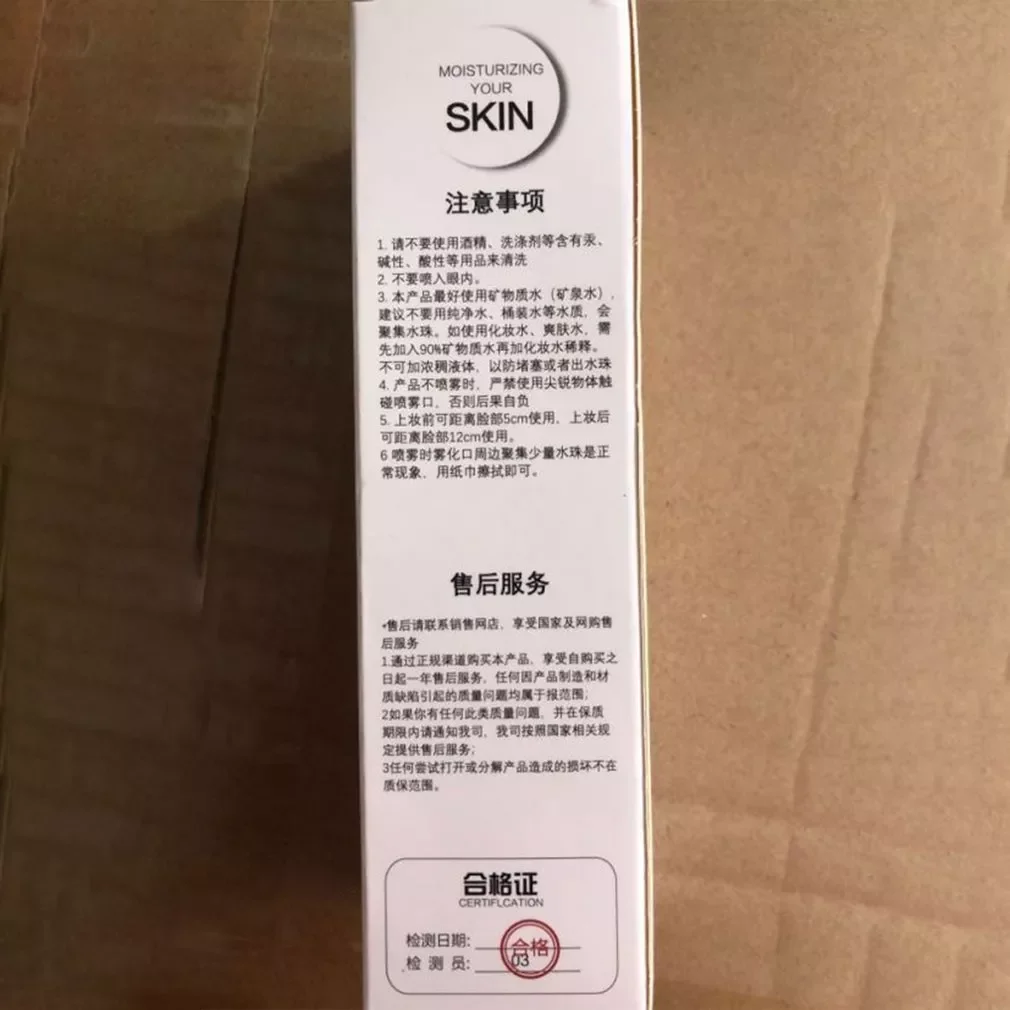 MOISTURIZING
YOUR
SKIN
注意事项
1. 请不要使用酒精、洗涤剂等含有汞、
碱性、酸性等用品来清洗
2. 不要喷入眼内。
3. 本产品最好使用矿物质水（矿泉水）,
建议不要用纯净水、桶装水等水质，会
聚集水珠。如使用化妆水、爽肤水，需
先加入90%矿物质水再加化妆水稀释。
不可加浓稠液体，以防堵塞或者出水珠
4. 产品不喷雾时，严禁使用尖锐物体触
碰喷雾口，否则后果自负
5. 上妆前可距离脸部5cm使用，上妆后
可距离脸部12cm使用。
6 喷雾时雾化口周边聚集少量水珠是正
常现象，用纸巾擦拭即可。
售后服务
*售后请联系销售网店，享受国家及网购售
后服务
1.通过正规渠道购买本产品，享受自购买之
日起一年售后服务，任何因产品制造和材
质缺陷引起的质量问题均属于报范围;
2如果你有任何此类质量问题，并在保质
期限内请通知我司，我司按照国家相关规
定提供售后服务;
3任何尝试打开或分解产品造成的损坏不在
质保范围。
合格证
CERTIFLCATION
检测日期:
合格
检 测 员: 03